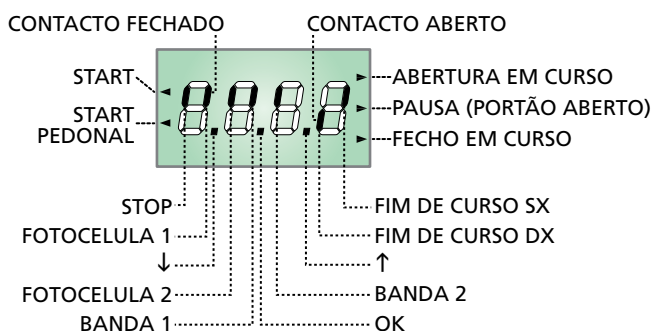 CONTACTO FECHADO
CONTACTO ABERTO
START
START
PEDONAL
ABERTURA EM CURSO
PAUSA (PORTÃO ABERTO)
FECHO EM CURSO
STOP
FIM DE CURSO SX
FOTOCELULA 1
FIM DE CURSO DX
↓
↑
FOTOCELULA 2
BANDA 2
BANDA 1
OK